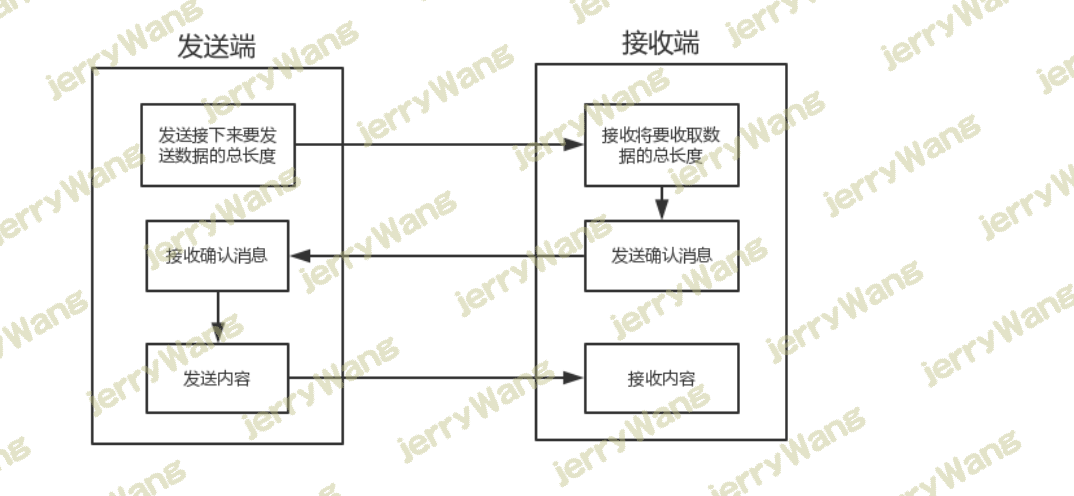 发送端
接收端
发送接下来要发
送数据的总长度
接收将要收取数
据的总长度
接收确认消息
发送确认消息
发送内容
接收内容
jerryWang